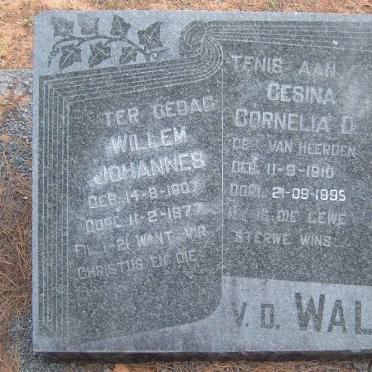 TER GEDAG
WILLEM
JOHANNES
GEB. 14-8-1907
OORL. 11-2-1977
FIL. 1-21 WANT VIR
CHRISTUS EN DIE
TENIS AAN
GESINA
CORNELIA D
GEB. VAN HEERDEN
GEB. 11-9-1910
OORL. 21-09-1995
IS DIE LEWE
STERWE WINS
V. D. WAL